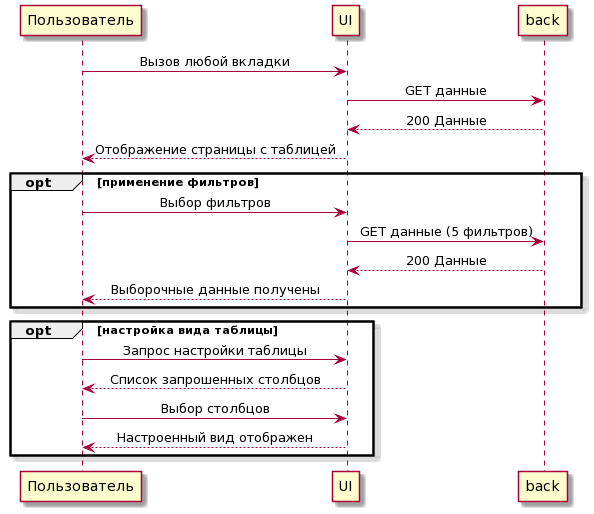 Пользователь UI back
Вызов любой вкладки
GET данные
200 Данные
Отображение страницы с таблицей
opt [применение фильтров]
Выбор фильтров
GET данные (5 фильтров)
200 Данные
Выборочные данные получены
opt [настройка вида таблицы]
Запрос настройки таблицы
Список запрошенных столбцов
Выбор столбцов
Настроенный вид отображен
Пользователь UI back